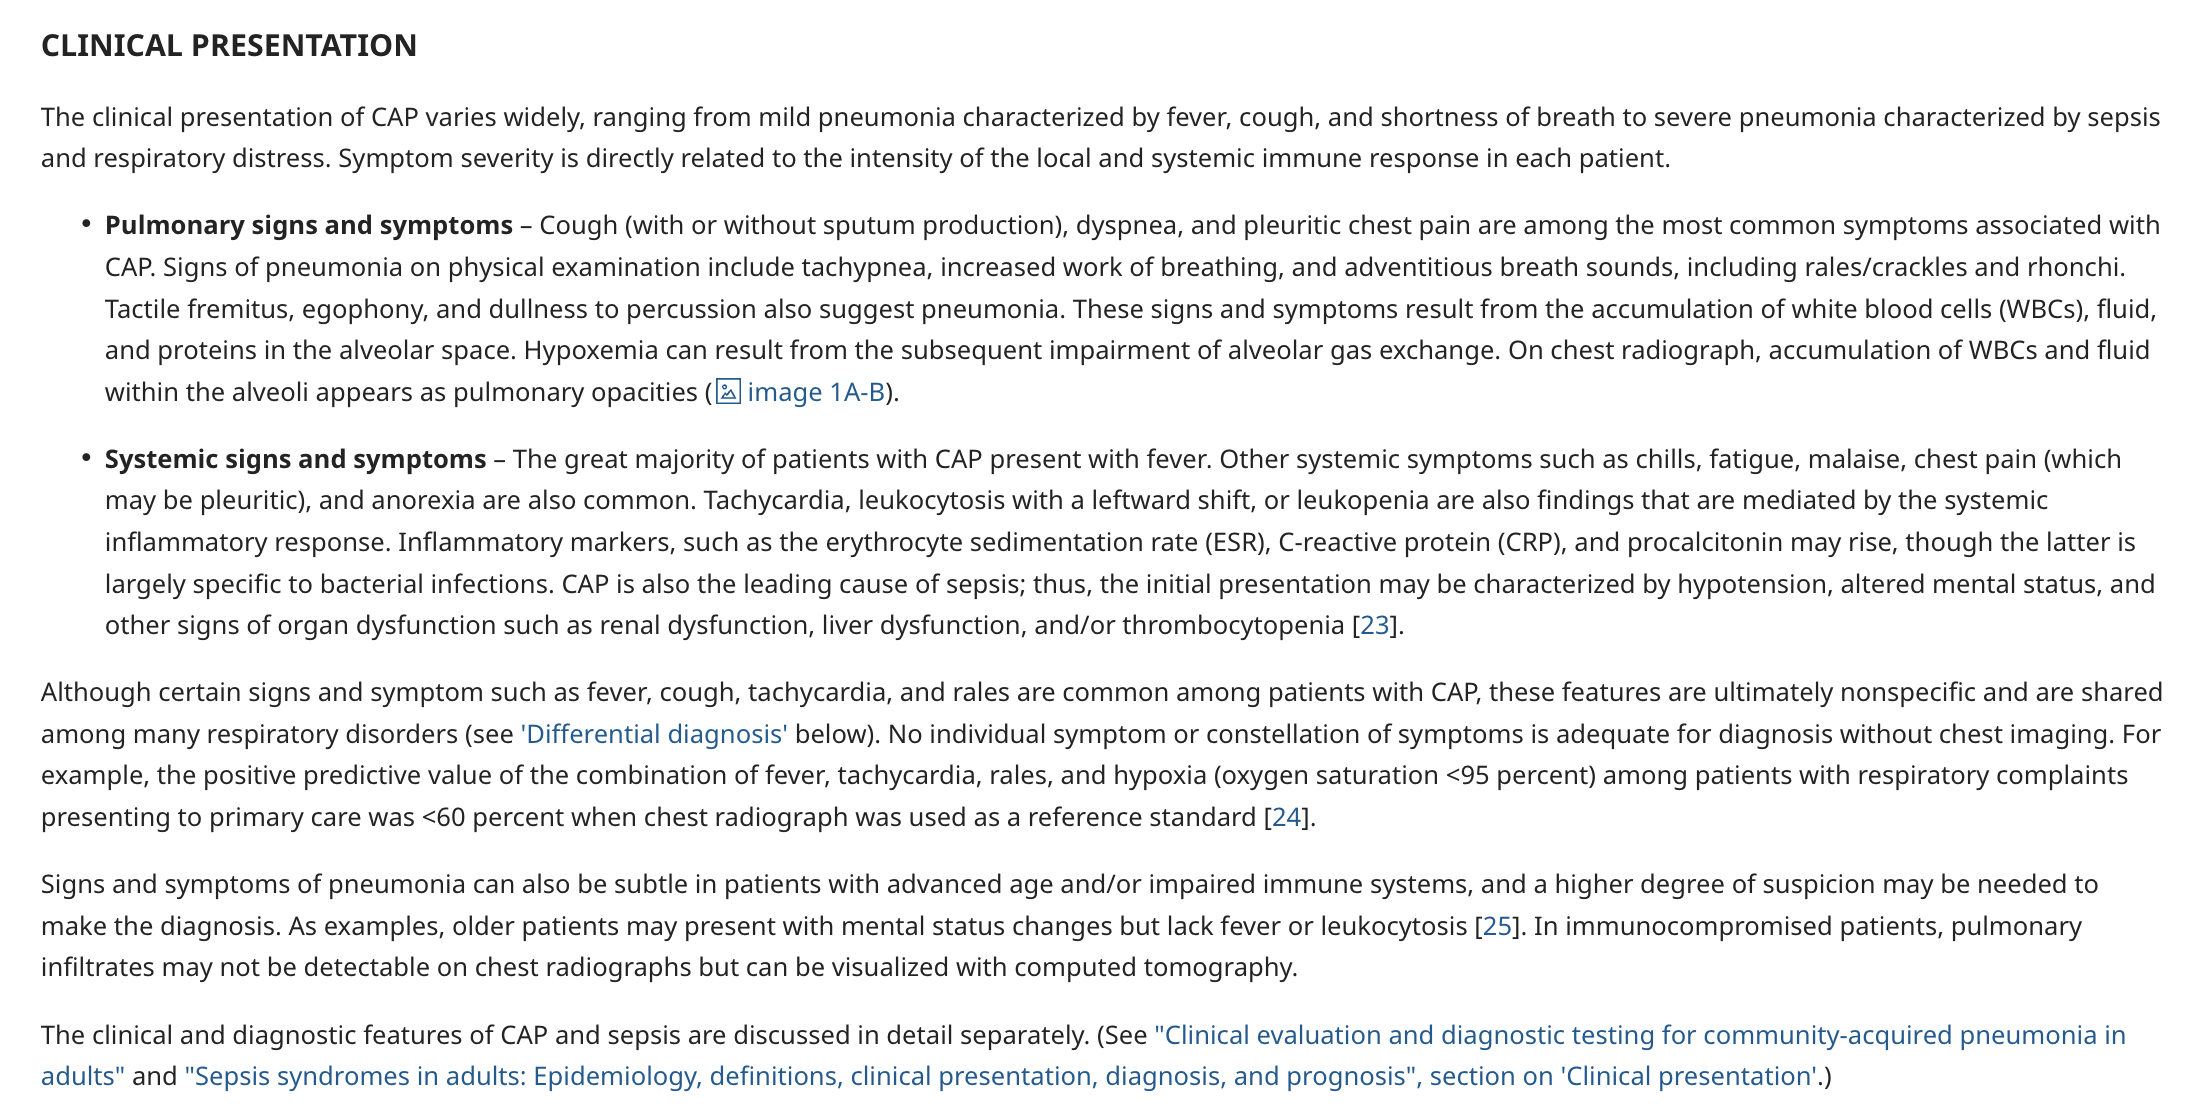 CLINICAL PRESENTATION
The clinical presentation of CAP varies widely, ranging from mild pneumonia characterized by fever, cough, and shortness of breath to severe pneumonia characterized by sepsis
and respiratory distress. Symptom severity is directly related to the intensity of the local and systemic immune response in each patient.
• Pulmonary signs and symptoms – Cough (with or without sputum production), dyspnea, and pleuritic chest pain are among the most common symptoms associated with
CAP. Signs of pneumonia on physical examination include tachypnea, increased work of breathing, and adventitious breath sounds, including rales/crackles and rhonchi.
Tactile fremitus, egophony, and dullness to percussion also suggest pneumonia. These signs and symptoms result from the accumulation of white blood cells (WBCs), fluid,
and proteins in the alveolar space. Hypoxemia can result from the subsequent impairment of alveolar gas exchange. On chest radiograph, accumulation of WBCs and fluid
within the alveoli appears as pulmonary opacities (image 1A-B).
• Systemic signs and symptoms – The great majority of patients with CAP present with fever. Other systemic symptoms such as chills, fatigue, malaise, chest pain (which
may be pleuritic), and anorexia are also common. Tachycardia, leukocytosis with a leftward shift, or leukopenia are also findings that are mediated by the systemic
inflammatory response. Inflammatory markers, such as the erythrocyte sedimentation rate (ESR), C-reactive protein (CRP), and procalcitonin may rise, though the latter is
largely specific to bacterial infections. CAP is also the leading cause of sepsis; thus, the initial presentation may be characterized by hypotension, altered mental status, and
other signs of organ dysfunction such as renal dysfunction, liver dysfunction, and/or thrombocytopenia [23].
Although certain signs and symptom such as fever, cough, tachycardia, and rales are common among patients with CAP, these features are ultimately nonspecific and are shared
among many respiratory disorders (see 'Differential diagnosis' below). No individual symptom or constellation of symptoms is adequate for diagnosis without chest imaging. For
example, the positive predictive value of the combination of fever, tachycardia, rales, and hypoxia (oxygen saturation <95 percent) among patients with respiratory complaints
presenting to primary care was <60 percent when chest radiograph was used as a reference standard [24].
Signs and symptoms of pneumonia can also be subtle in patients with advanced age and/or impaired immune systems, and a higher degree of suspicion may be needed to
make the diagnosis. As examples, older patients may present with mental status changes but lack fever or leukocytosis [25]. In immunocompromised patients, pulmonary
infiltrates may not be detectable on chest radiographs but can be visualized with computed tomography.
The clinical and diagnostic features of CAP and sepsis are discussed in detail separately. (See "Clinical evaluation and diagnostic testing for community-acquired pneumonia in
adults" and "Sepsis syndromes in adults: Epidemiology, definitions, clinical presentation, diagnosis, and prognosis", section on 'Clinical presentation'.)